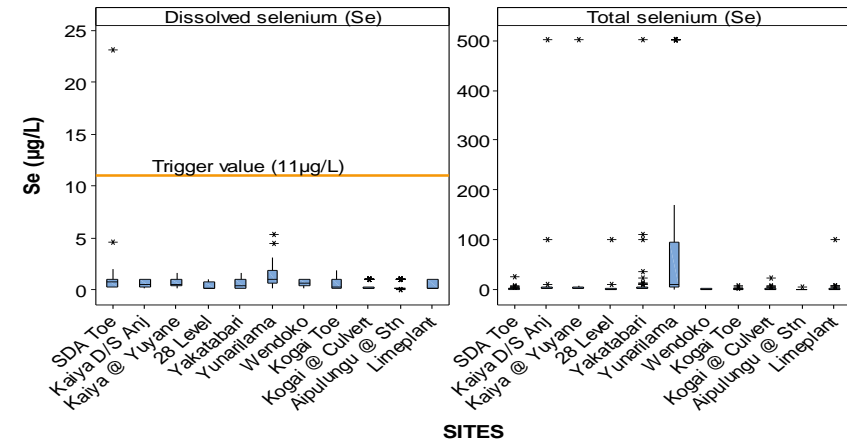 Dissolved selenium (Se)
Total selenium (Se)
Se (µg/L)
25
20
15
10
5
0
Trigger value (11µg/L)
500
400
300
200
100
0
SDA Toe
Kaiya D/S Anj
Kaiya @ Yuyane
28 Level
Yakatabari
Yunarilama
Wendoko
Kogai Toe
Kogai @ Culvert
Aipulungu @ Stn
Limeplant
SDA Toe
Kaiya D/S Anj
Kaiya @ Yuyane
28 Level
Yakatabari
Yunarilama
Wendoko
Kogai Toe
Kogai @ Culvert
Aipulungu @ Stn
Limeplant
SITES